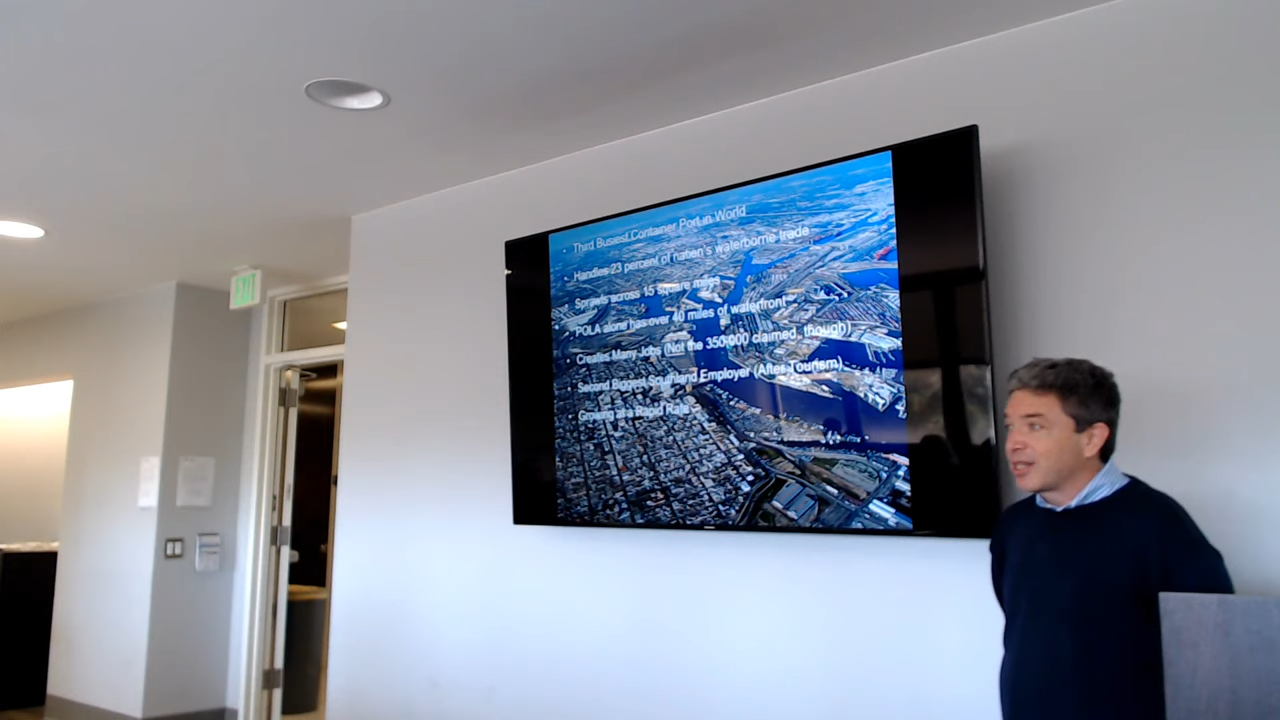 EXIT
Third Busiest Container Port in World
Handles 23 percent of nation's waterborne trade
Sprawls across 15 square miles
POLA alone has over 40 miles of waterfront
Creates Many Jobs (Not the 350,000 claimed, though)
Second Biggest Southland Employer (After Tourism)
Growing at a Rapid Rate